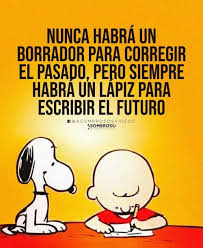 NUNCA HABRÁ UN
BORRADOR PARA CORREGIR
EL PASADO, PERO SIEMPRE
HABRÁ UN LÁPIZ PARA
ESCRIBIR EL FUTURO